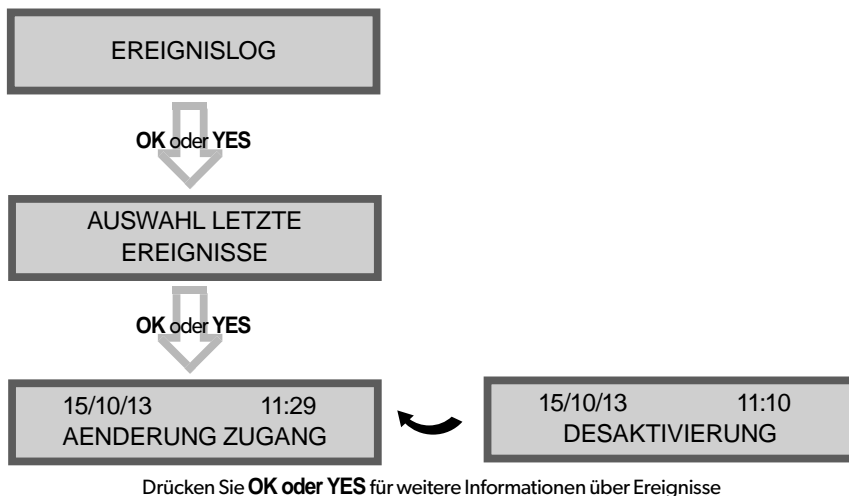 EREIGNISLOG
OK oder YES
AUSWAHL LETZTE
EREIGNISSE
OK oder YES
15/10/13 11:29
AENDERUNG ZUGANG
15/10/13 11:10
DESAKTIVIERUNG
Drücken Sie OK oder YES für weitere Informationen über Ereignisse